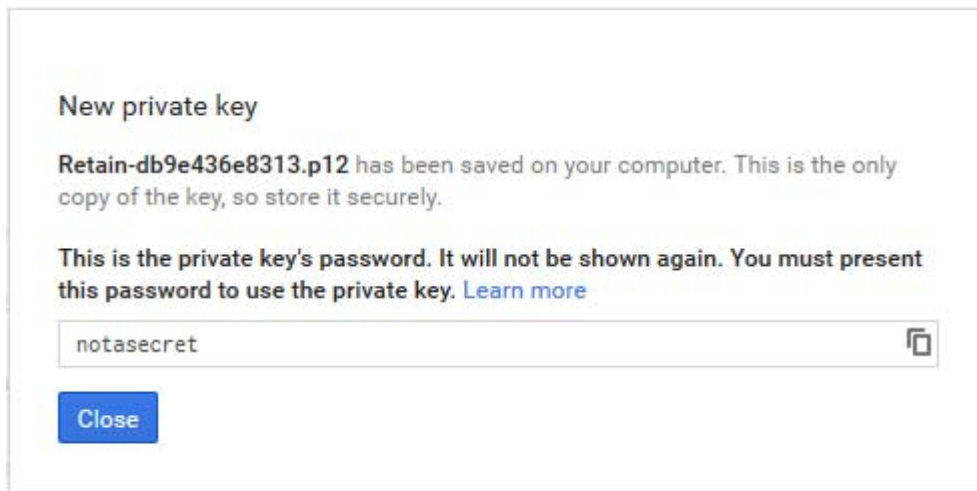 New private key
Retain-db9e436e8313.p12 has been saved on your computer. This is the only
copy of the key, so store it securely.
This is the private key's password. It will not be shown again. You must present
this password to use the private key. Learn more
notasecret
Close